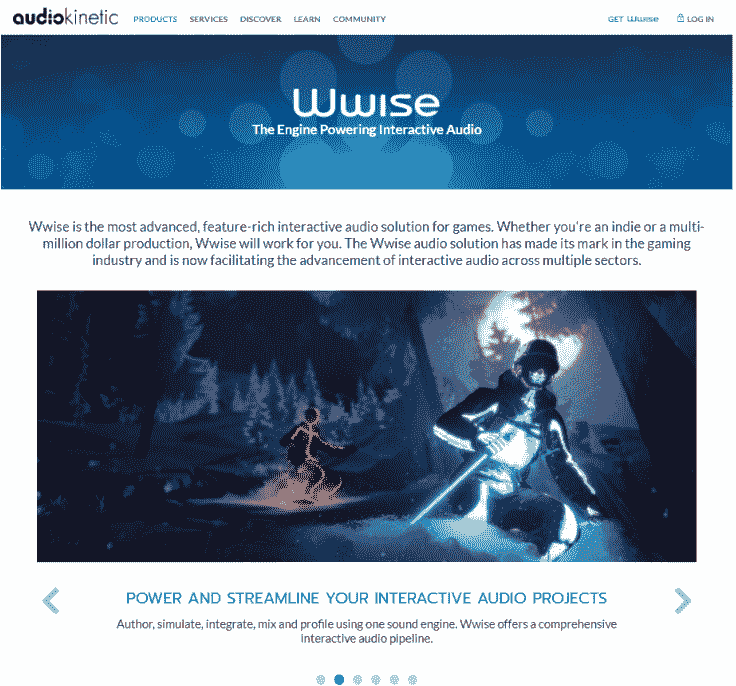 audiokinetic PRODUCTS SERVICES DISCOVER LEARN COMMUNITY GET Wwise LOG IN
Wwise
The Engine Powering Interactive Audio
Wwise is the most advanced, feature-rich interactive audio solution for games. Whether you're an indie or a multi-
million dollar production, Wwise will work for you. The Wwise audio solution has made its mark in the gaming
industry and is now facilitating the advancement of interactive audio across multiple sectors.
POWER AND STREAMLINE YOUR INTERACTIVE AUDIO PROJECTS
Author, simulate, integrate, mix and profile using one sound engine. Wwise offers a comprehensive
interactive audio pipeline.